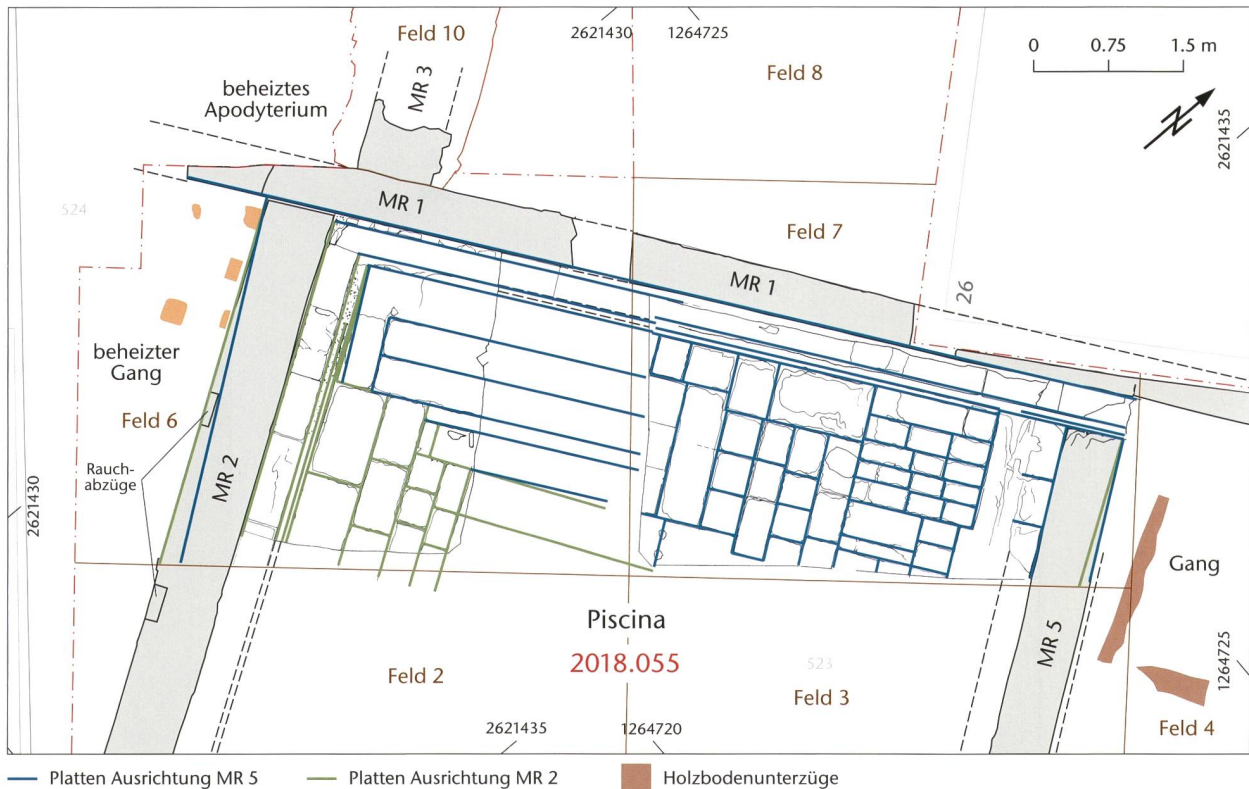 Feld 10
2621430
1264725
0
0.75
1.5 m
Feld 8
beheiztes
Apodyterium
MR 3
N
2621435
524
MR 1
Feld 7
MR 1
26
beheizter
Gang
Feld 6
Rauch-
abzüge
MR 2
2621430
Gang
Piscina
2018.055
523
MR 5
1264725
Feld 2
Feld 3
2621435
1264720
Feld 4
Platten Ausrichtung MR 5
Platten Ausrichtung MR 2
Holzbodenunterzüge